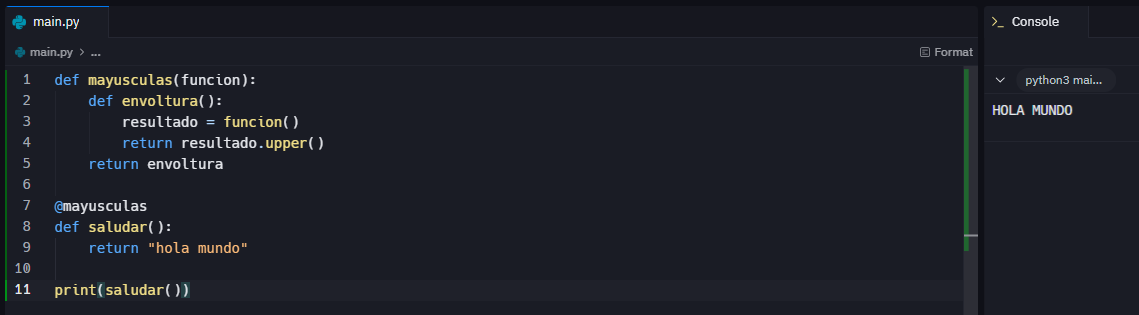 main.py
main.py > ...
Format
1 def mayusculas(funcion):
2     def envoltura():
3         resultado = funcion()
4         return resultado.upper()
5     return envoltura
6
7 @mayusculas
8 def saludar():
9     return "hola mundo"
10
11 print(saludar())
>_ Console
python3 mai...
HOLA MUNDO